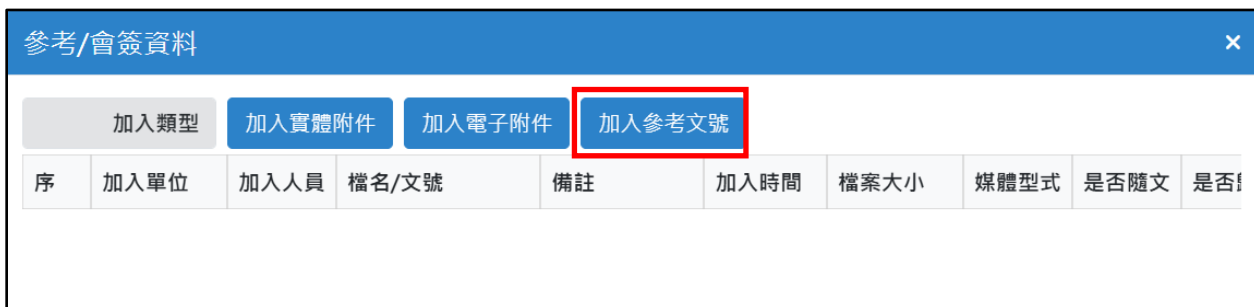 參考/會簽資料 ×
加入類型 加入實體附件 加入電子附件 加入參考文號
序 加入單位 加入人員 檔名/文號 備註 加入時間 檔案大小 媒體型式 是否隨文 是否